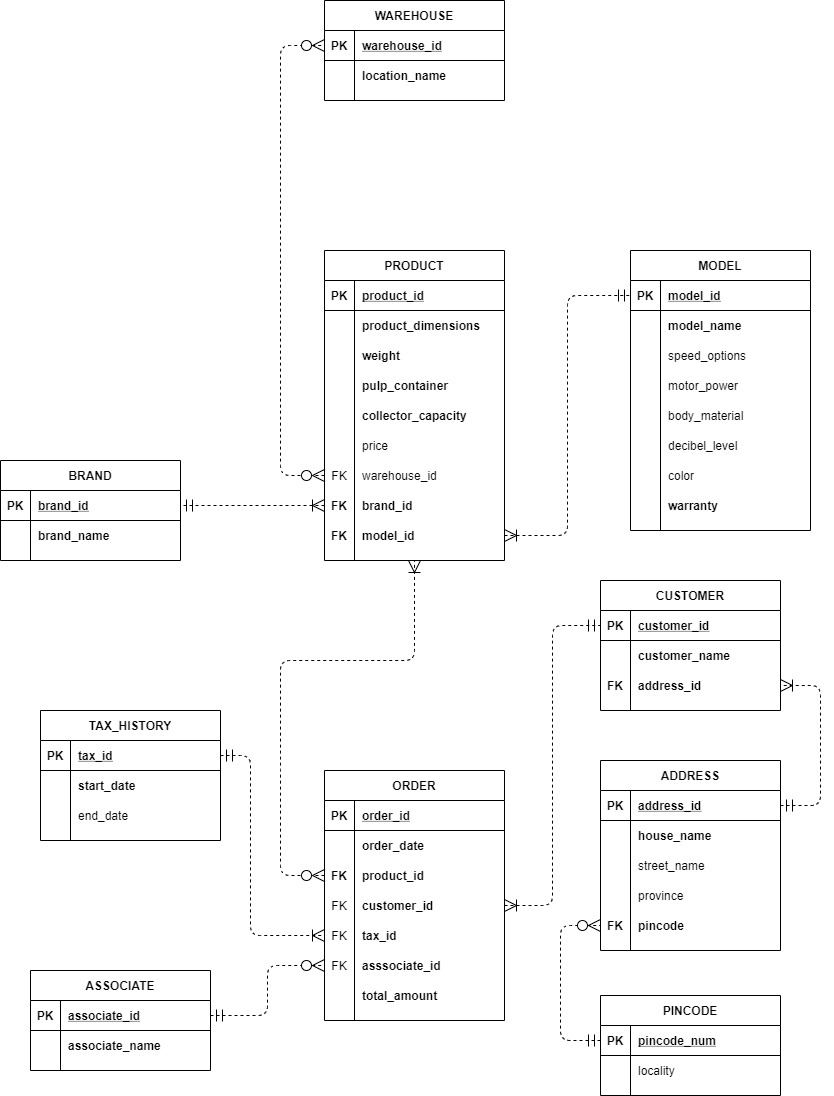 WAREHOUSE
PK warehouse_id
location_name
PRODUCT
PK product_id
product_dimensions
weight
pulp_container
collector_capacity
price
FK warehouse_id
FK brand_id
FK model_id
MODEL
PK model_id
model_name
speed_options
motor_power
body_material
decibel_level
color
warranty
BRAND
PK brand_id
brand_name
CUSTOMER
PK customer_id
customer_name
FK address_id
TAX_HISTORY
PK tax_id
start_date
end_date
ORDER
PK order_id
order_date
FK product_id
FK customer_id
FK tax_id
FK asssociate_id
total_amount
ADDRESS
PK address_id
house_name
street_name
province
FK pincode
ASSOCIATE
PK associate_id
associate_name
PINCODE
PK pincode_num
locality